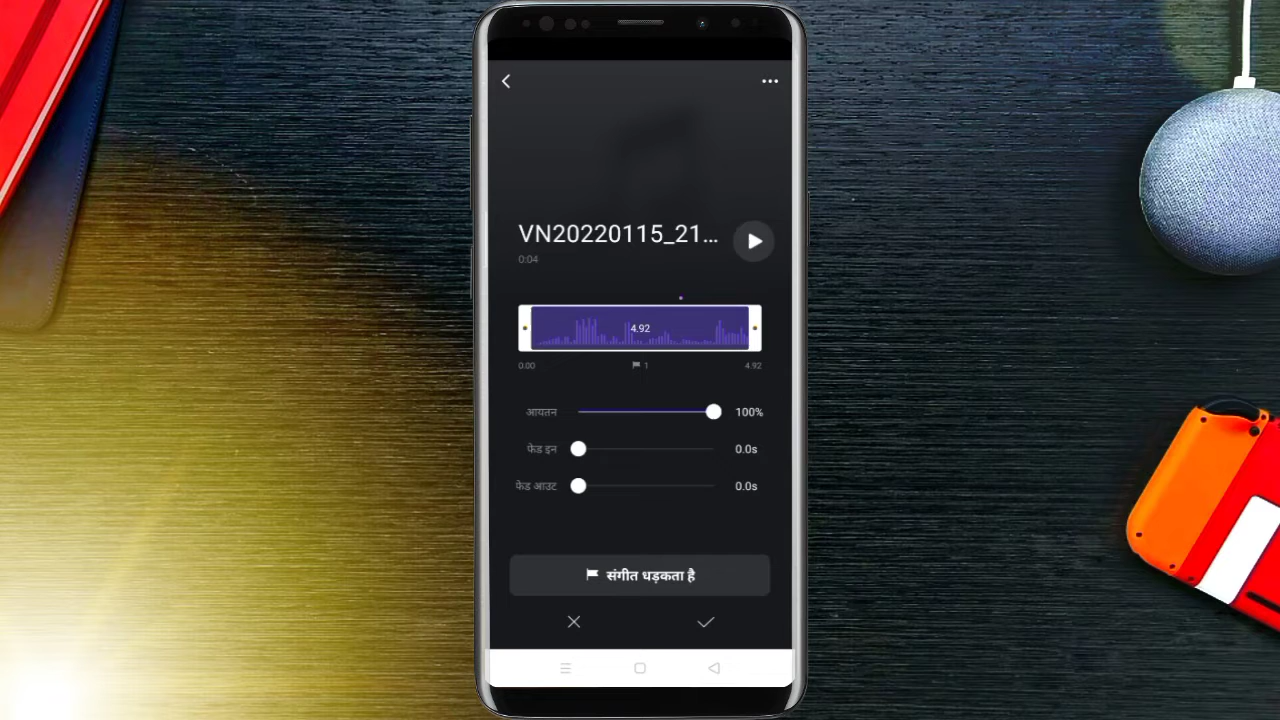 VN20220115_21...
0:04
4.92
0.00 1 4.92
आयतन 100%
फेड इन 0.0s
फेड आउट 0.0s
संगीत धड़कता है